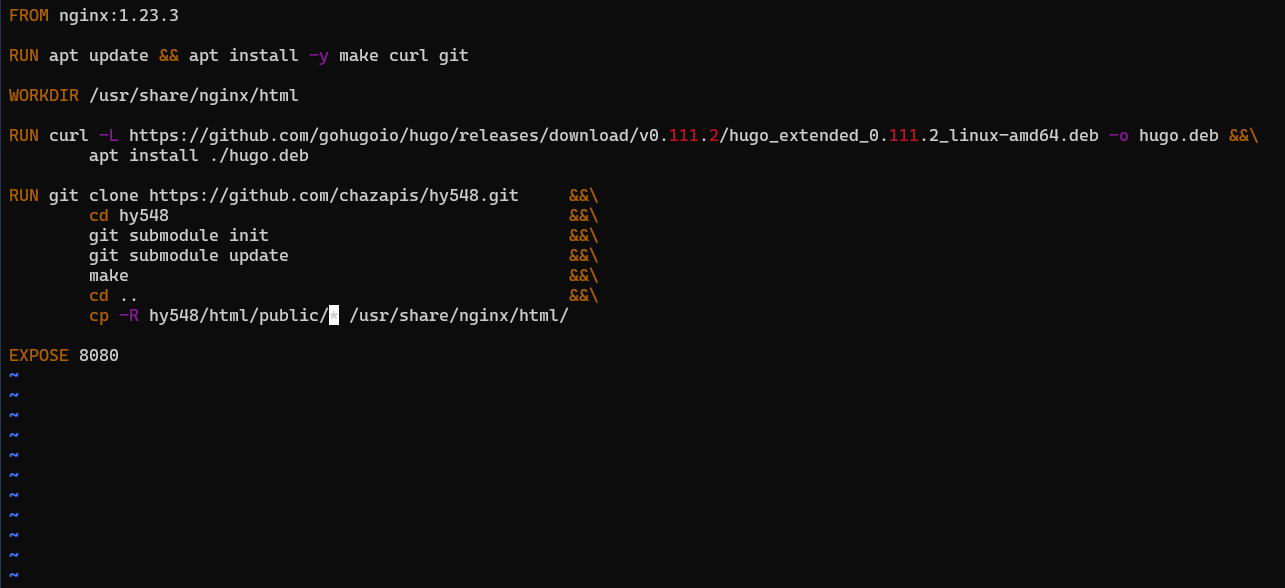 FROM nginx:1.23.3
RUN apt update && apt install -y make curl git
WORKDIR /usr/share/nginx/html
RUN curl -L https://github.com/gohugoio/hugo/releases/download/v0.111.2/hugo_extended_0.111.2_linux-amd64.deb -o hugo.deb &&\
apt install ./hugo.deb
RUN git clone https://github.com/chazapis/hy548.git &&\
cd hy548 &&\
git submodule init &&\
git submodule update &&\
make &&\
cd .. &&\
cp -R hy548/html/public/* /usr/share/nginx/html/
EXPOSE 8080
~
~
~
~
~
~
~
~
~
~
~